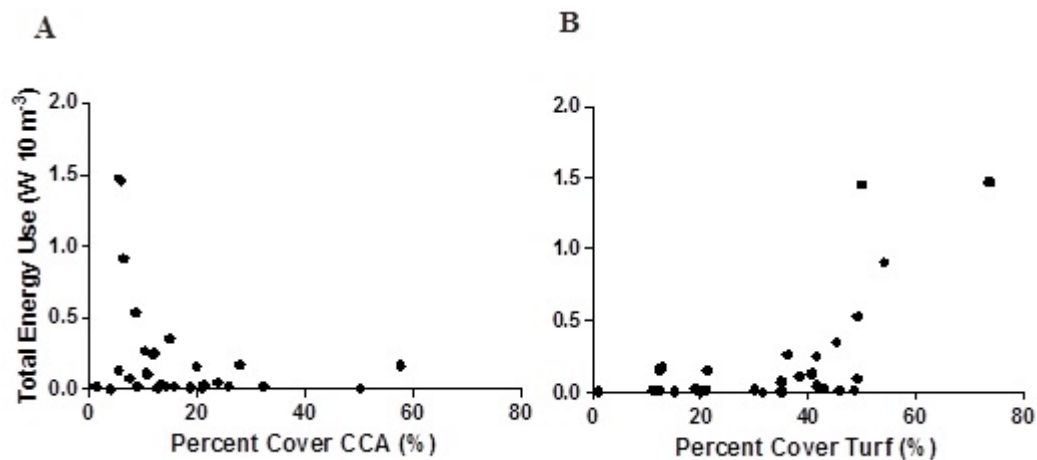 A
B
Total Energy Use (W 10 m⁻³)
2.0
1.5
1.0
0.5
0.0
0 20 40 60 80
Percent Cover CCA (%)
2.0
1.5
1.0
0.5
0.0
0 20 40 60 80
Percent Cover Turf (%)